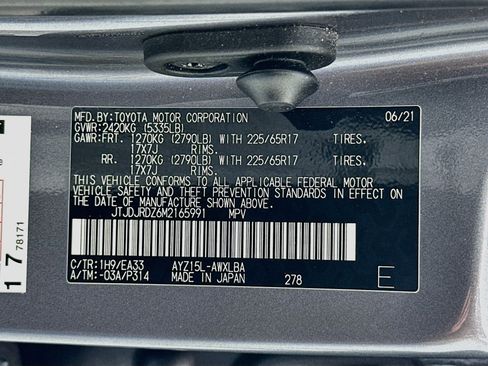 MFD.BY:TOYOTA MOTOR CORPORATION 06/21
GVWR:2420KG (5335LB)
GAWR:FRT. 1270KG (2790LB) WITH 225/65R17 TIRES.
17X7J RIMS.
RR. 1270KG (2790LB) WITH 225/65R17 TIRES.
17X7J RIMS.
THIS VEHICLE CONFORMS TO ALL APPLICABLE FEDERAL MOTOR
VEHICLE SAFETY AND THEFT PREVENTION STANDARDS IN EFFECT
ON THE DATE OF MANUFACTURE SHOWN ABOVE.
JTJDJRDZ6M2165991 MPV
C/TR:1H9/EA33 AYZ15L-AWXLBA
A/TM:-03A/P314 MADE IN JAPAN 278 E
17 78171